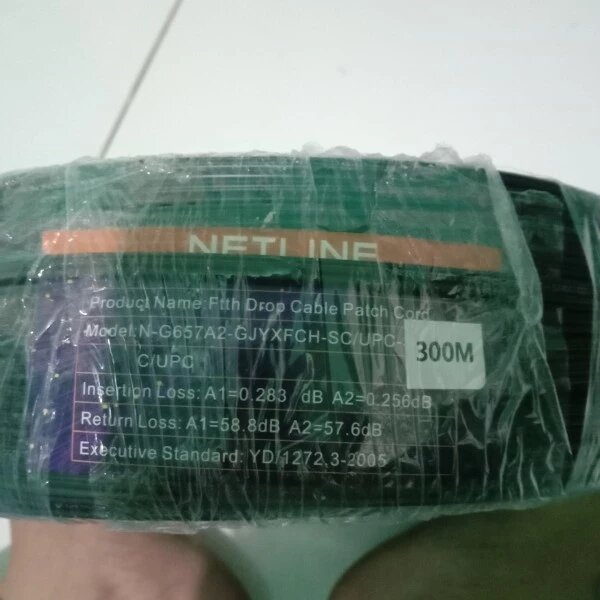 NETLINE
Product Name: Ftth Drop Cable Patch Cord
Model:N-G657A2-GJYXFCH-SC/UPC-
300M
C/UPC
Insertion Loss: A1=0.283 dB A2=0.256dB
Return Loss: A1=58.8dB A2=57.6dB
Executive Standard: YD/1272.3-2005